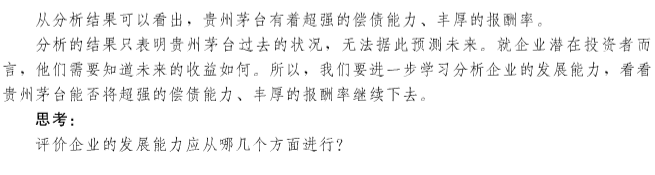 从分析结果可以看出，贵州茅台有着超强的偿债能力、丰厚的报酬率。
分析的结果只表明贵州茅台过去的状况，无法据此预测未来。就企业潜在投资者而
言，他们需要知道未来的收益如何。所以，我们要进一步学习分析企业的发展能力，看看
贵州茅台能否将超强的偿债能力、丰厚的报酬率继续下去。
思考：
评价企业的发展能力应从哪几个方面进行？